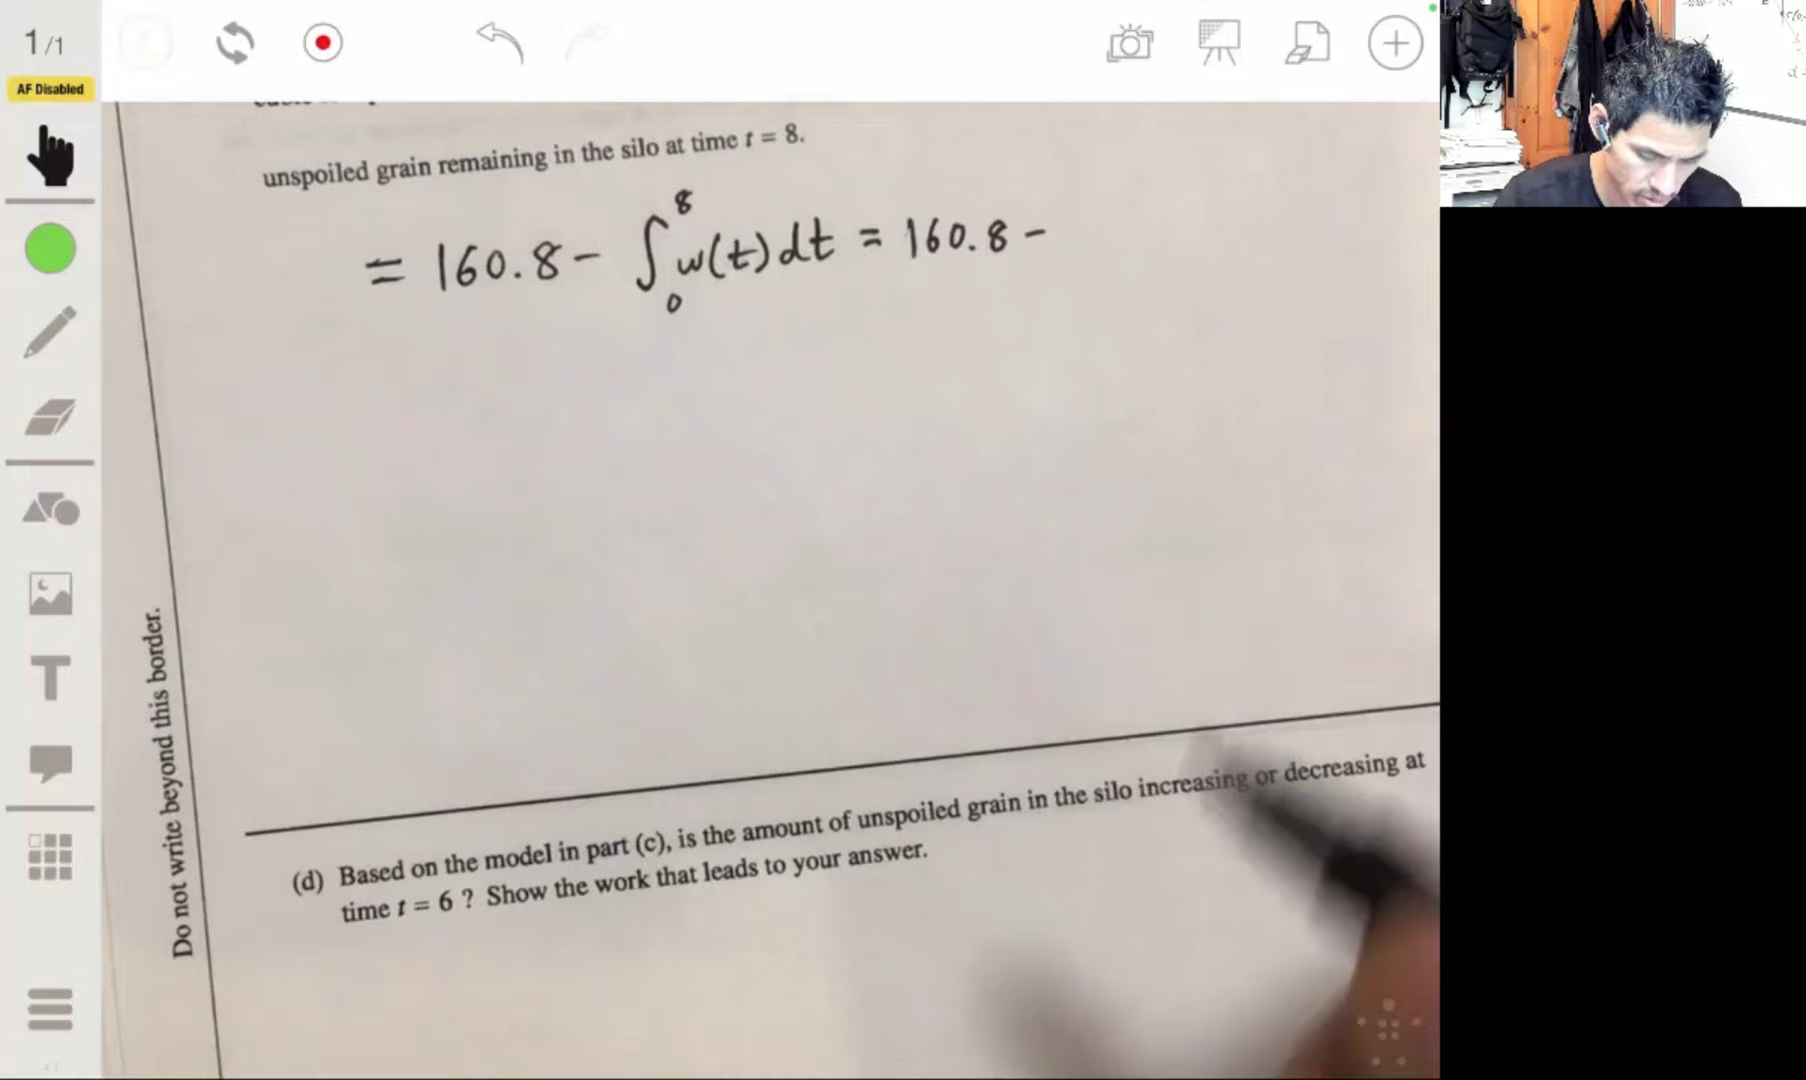 1/1
AF Disabled
unspoiled grain remaining in the silo at time t = 8.
= 160.8 - ∫₀⁸ w(t) dt = 160.8 -
Do not write beyond this border.
(d) Based on the model in part (c), is the amount of unspoiled grain in the silo increasing or decreasing at
time t = 6 ? Show the work that leads to your answer.
T